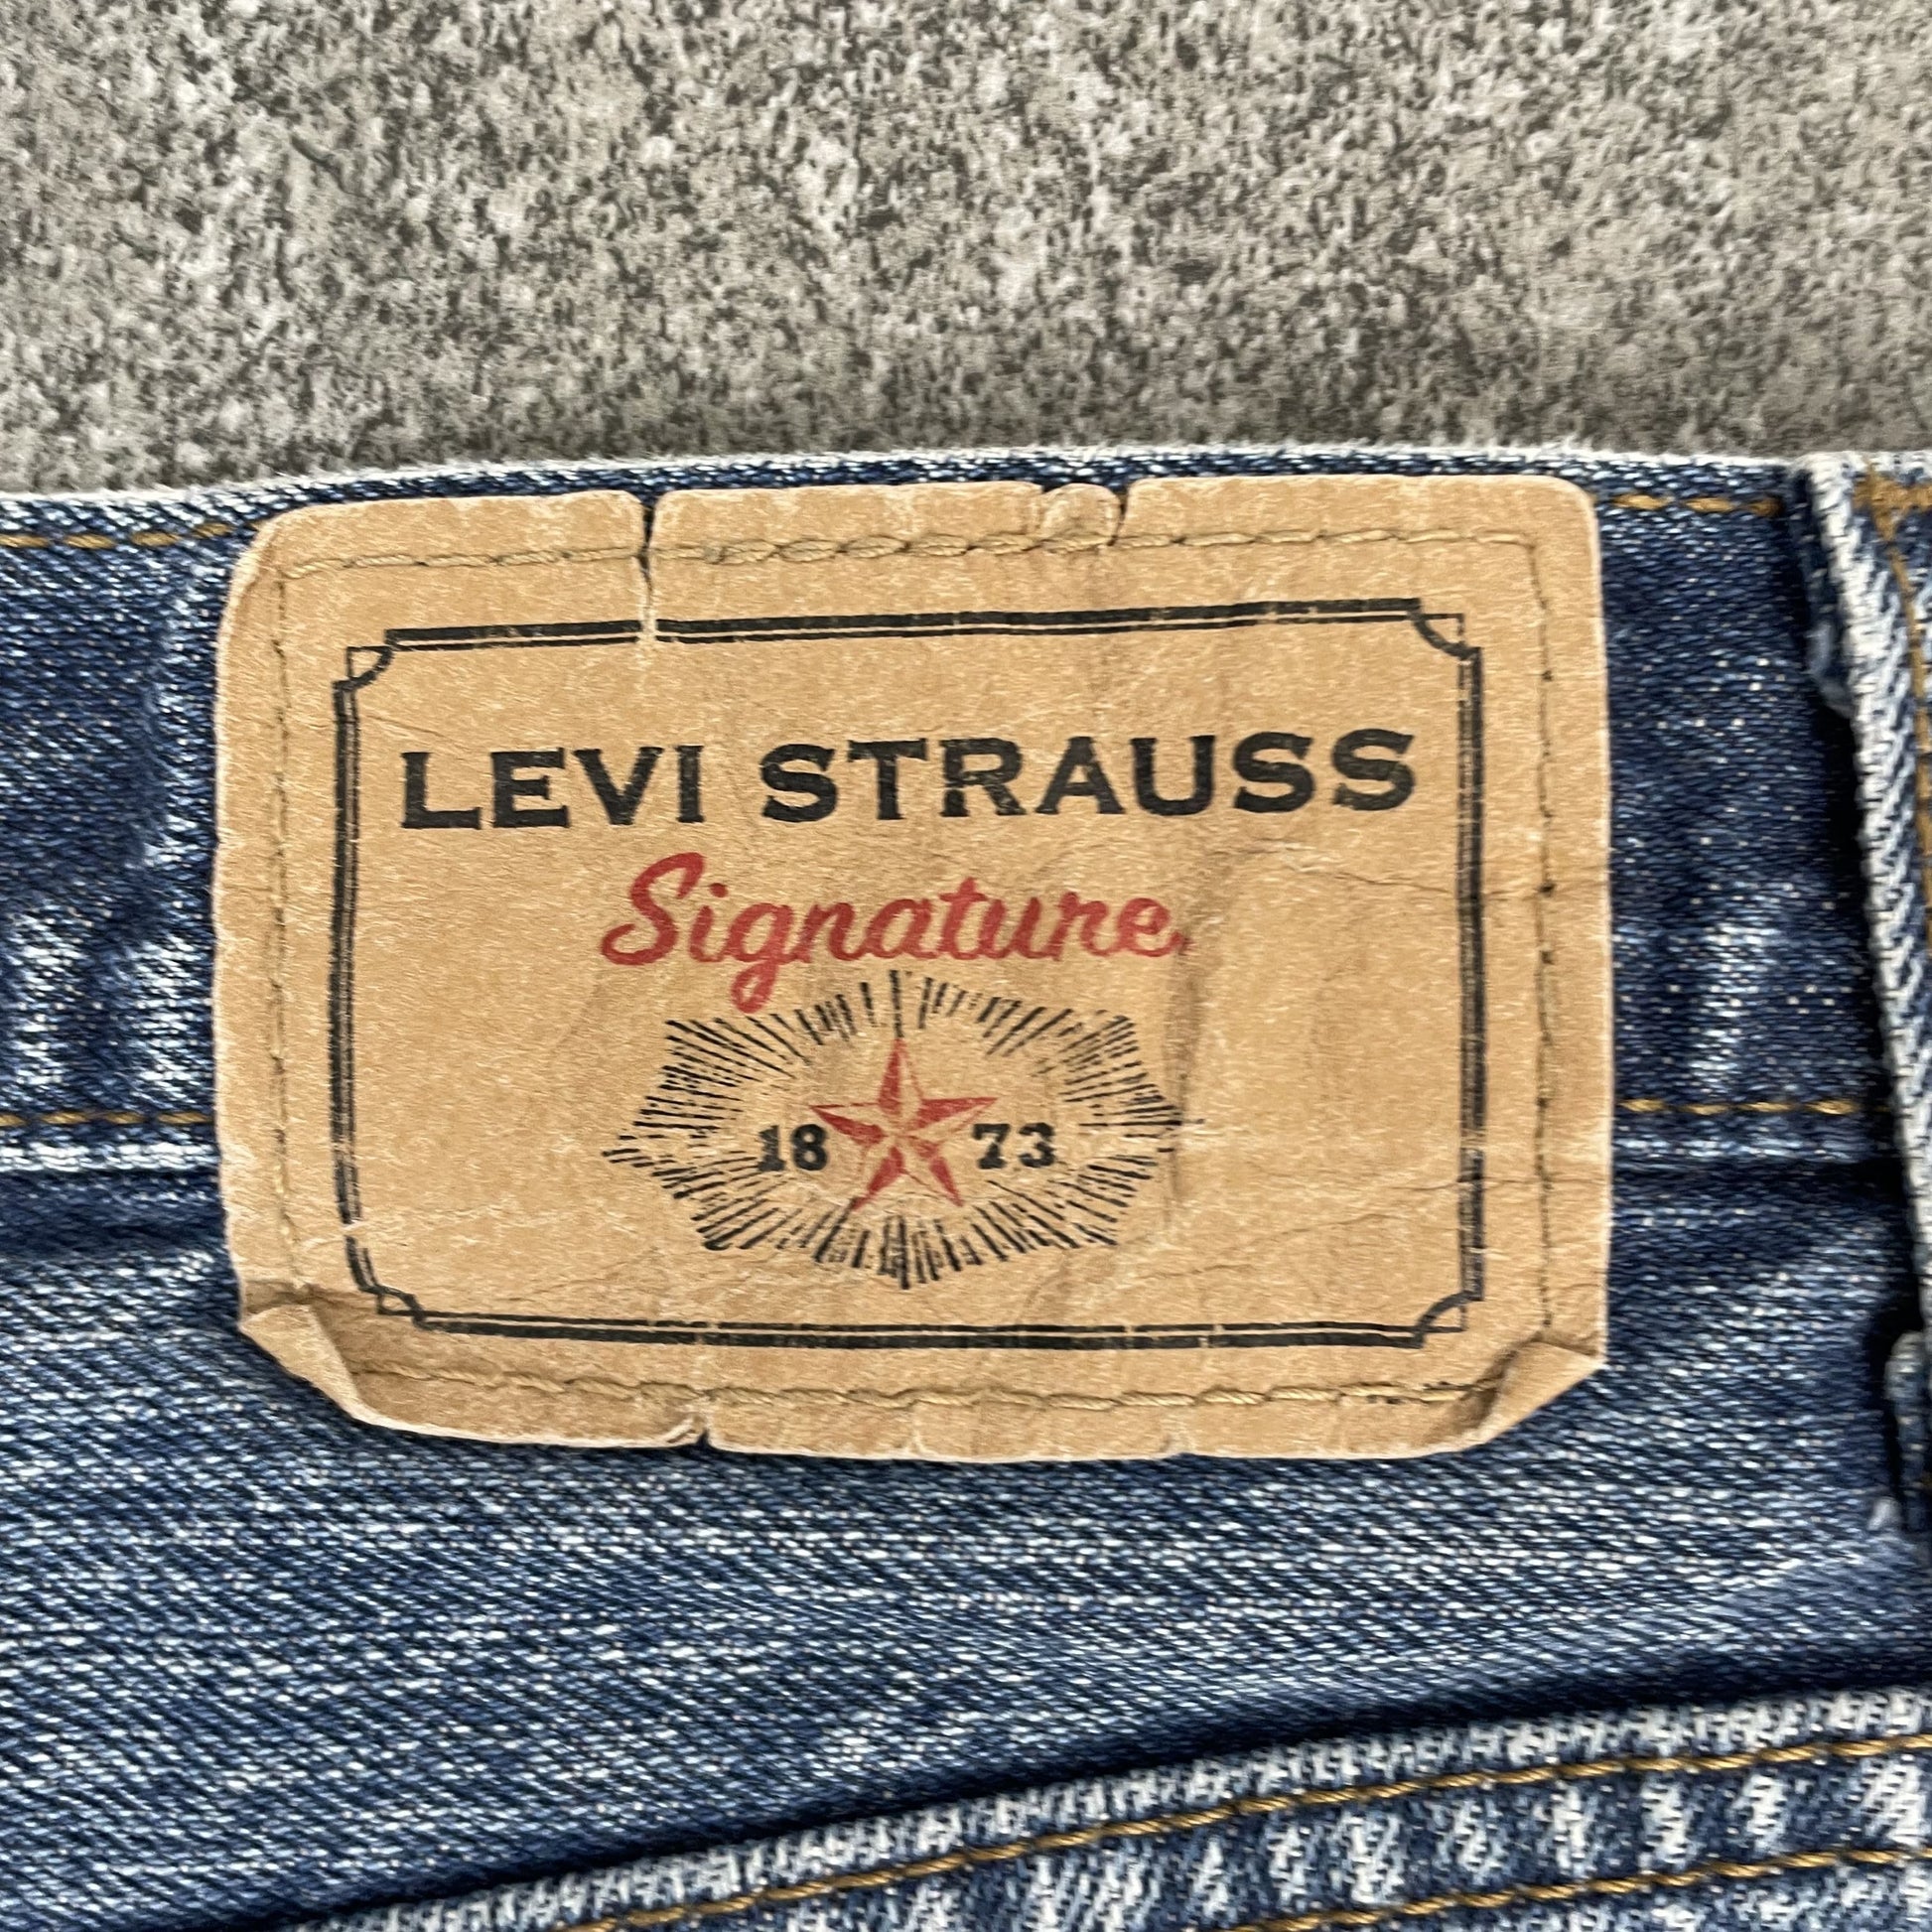 LEVI STRAUSS
Signature
18 73